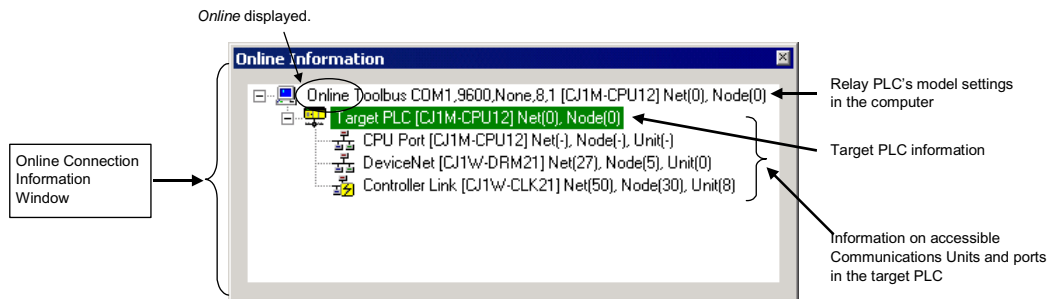 Online displayed.
Online Information
Online Toolbus COM1,9600,None,8,1 [CJ1M-CPU12] Net(0), Node(0)
Target PLC [CJ1M-CPU12] Net(0), Node(0)
CPU Port [CJ1M-CPU12] Net(-), Node(-), Unit(-)
DeviceNet [CJ1W-DRM21] Net(27), Node(5), Unit(0)
Controller Link [CJ1W-CLK21] Net(50), Node(30), Unit(8)
Online Connection
Information
Window
Relay PLC's model settings
in the computer
Target PLC information
Information on accessible
Communications Units and ports
in the target PLC